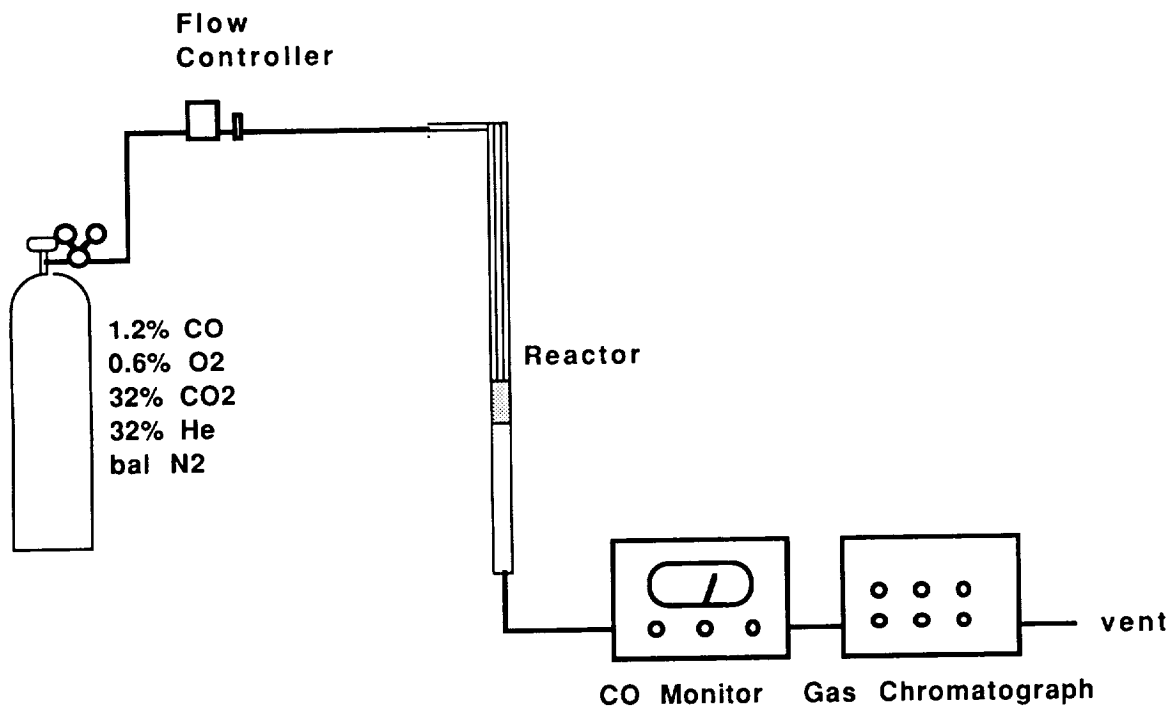 Flow
Controller
1.2% CO
0.6% O2
32% CO2
32% He
bal N2
Reactor
vent
CO Monitor
Gas Chromatograph